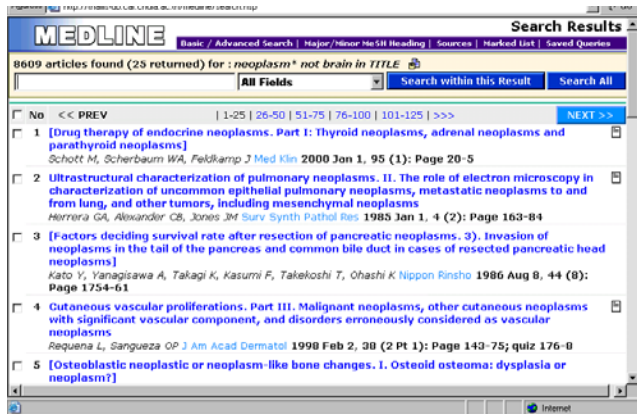 MEDLINE
Search Results
Basic / Advanced Search | Major/Minor MeSH Heading | Sources | Marked List | Saved Queries
8609 articles found (25 returned) for : neoplasm* not brain in TITLE
All Fields
Search within this Result
Search All
No << PREV | 1-25 | 26-50 | 51-75 | 76-100 | 101-125 | >>> NEXT >>
1 [Drug therapy of endocrine neoplasms. Part I: Thyroid neoplasms, adrenal neoplasms and
parathyroid neoplasms]
Schott M, Scherbaum WA, Feldkamp J Med Klin 2000 Jan 1, 95 (1): Page 20-5
2 Ultrastructural characterization of pulmonary neoplasms. II. The role of electron microscopy in
characterization of uncommon epithelial pulmonary neoplasms, metastatic neoplasms to and
from lung, and other tumors, including mesenchymal neoplasms
Herrera GA, Alexander CB, Jones JM Surv Synth Pathol Res 1985 Jan 1, 4 (2): Page 163-84
3 [Factors deciding survival rate after resection of pancreatic neoplasms. 3). Invasion of
neoplasms in the tail of the pancreas and common bile duct in cases of resected pancreatic head
neoplasms]
Kato Y, Yanagisawa A, Takagi K, Kasumi F, Takekoshi T, Ohashi K Nippon Rinsho 1986 Aug 8, 44 (8):
Page 1754-61
4 Cutaneous vascular proliferations. Part III. Malignant neoplasms, other cutaneous neoplasms
with significant vascular component, and disorders erroneously considered as vascular
neoplasms
Requena L, Sangueza OP J Am Acad Dermatol 1998 Feb 2, 38 (2 Pt 1): Page 143-75; quiz 176-8
5 [Osteoblastic neoplastic or neoplasm-like bone changes. I. Osteoid osteoma: dysplasia or
neoplasm?]
Internet